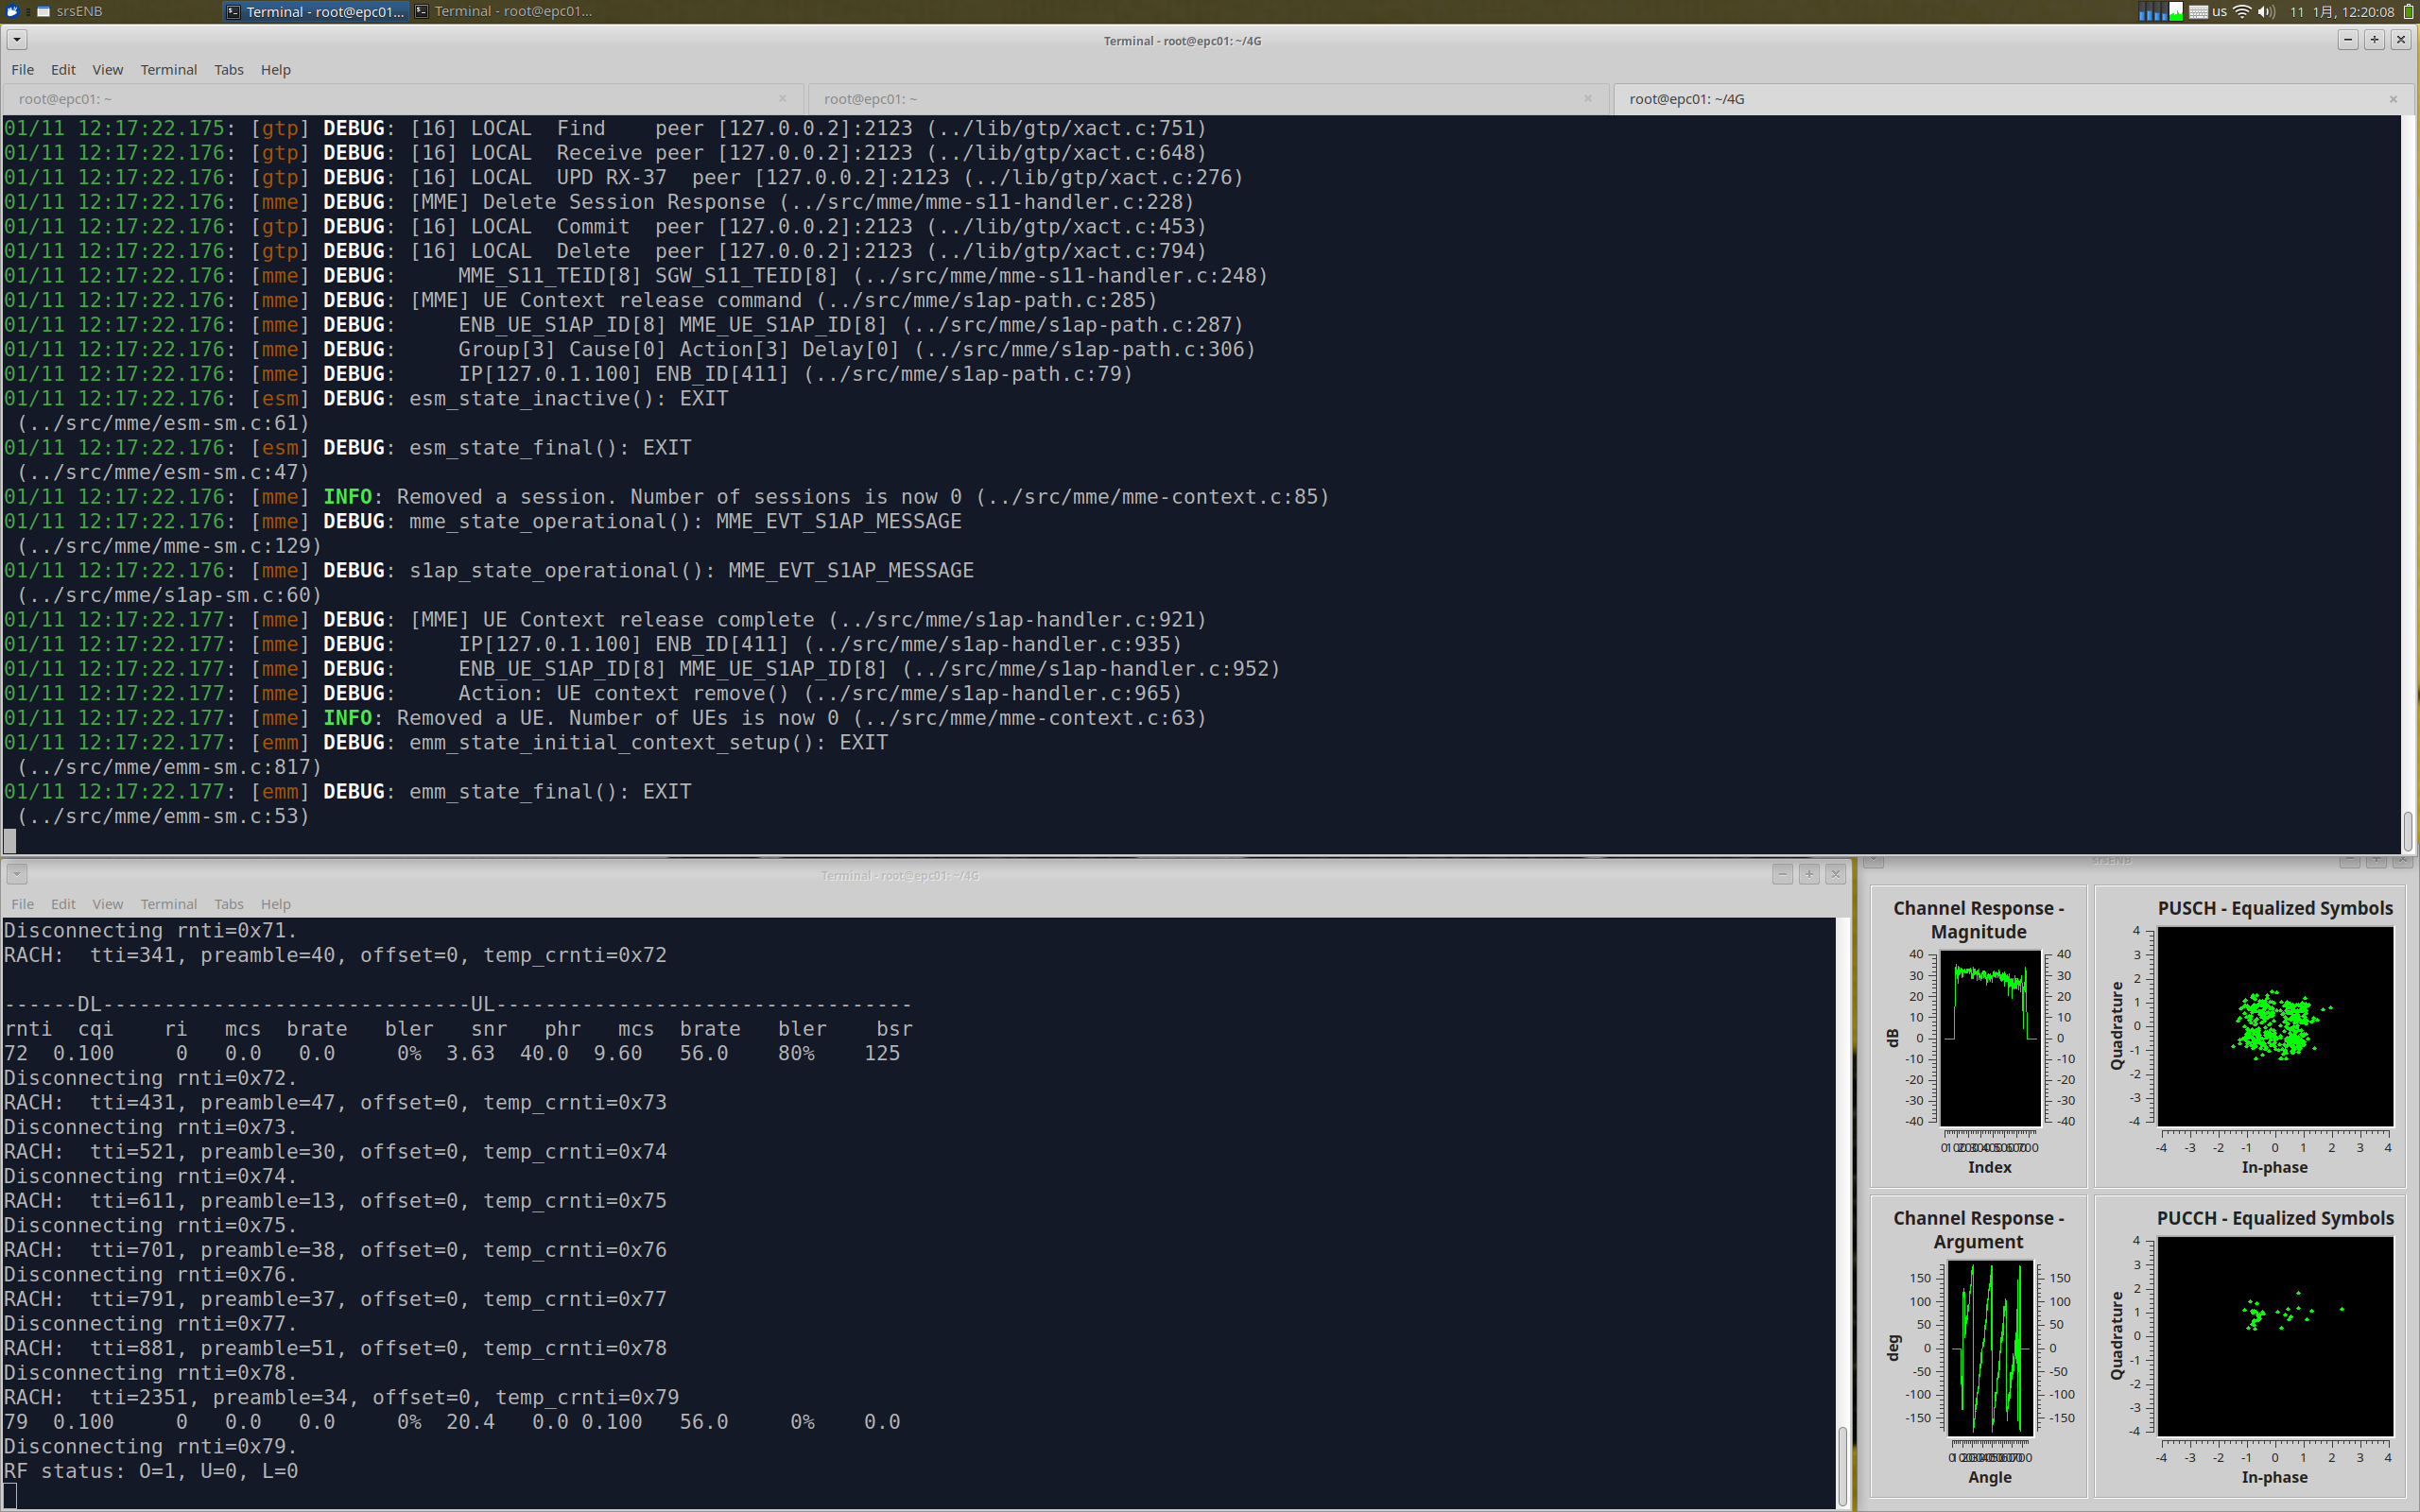 srsENB Terminal - root@epc01... Terminal - root@epc01... us 11 1月, 12:20:08
Terminal - root@epc01: ~/4G
File Edit View Terminal Tabs Help
root@epc01: ~ root@epc01: ~ root@epc01: ~/4G
01/11 12:17:22.175: [gtp] DEBUG: [16] LOCAL  Find    peer [127.0.0.2]:2123 (../lib/gtp/xact.c:751)
01/11 12:17:22.176: [gtp] DEBUG: [16] LOCAL  Receive peer [127.0.0.2]:2123 (../lib/gtp/xact.c:648)
01/11 12:17:22.176: [gtp] DEBUG: [16] LOCAL  UPD RX-37  peer [127.0.0.2]:2123 (../lib/gtp/xact.c:276)
01/11 12:17:22.176: [mme] DEBUG: [MME] Delete Session Response (../src/mme/mme-s11-handler.c:228)
01/11 12:17:22.176: [gtp] DEBUG: [16] LOCAL  Commit  peer [127.0.0.2]:2123 (../lib/gtp/xact.c:453)
01/11 12:17:22.176: [gtp] DEBUG: [16] LOCAL  Delete  peer [127.0.0.2]:2123 (../lib/gtp/xact.c:794)
01/11 12:17:22.176: [mme] DEBUG:     MME_S11_TEID[8] SGW_S11_TEID[8] (../src/mme/mme-s11-handler.c:248)
01/11 12:17:22.176: [mme] DEBUG: [MME] UE Context release command (../src/mme/s1ap-path.c:285)
01/11 12:17:22.176: [mme] DEBUG:     ENB_UE_S1AP_ID[8] MME_UE_S1AP_ID[8] (../src/mme/s1ap-path.c:287)
01/11 12:17:22.176: [mme] DEBUG:     Group[3] Cause[0] Action[3] Delay[0] (../src/mme/s1ap-path.c:306)
01/11 12:17:22.176: [mme] DEBUG:     IP[127.0.1.100] ENB_ID[411] (../src/mme/s1ap-path.c:79)
01/11 12:17:22.176: [esm] DEBUG: esm_state_inactive(): EXIT
(../src/mme/esm-sm.c:61)
01/11 12:17:22.176: [esm] DEBUG: esm_state_final(): EXIT
(../src/mme/esm-sm.c:47)
01/11 12:17:22.176: [mme] INFO: Removed a session. Number of sessions is now 0 (../src/mme/mme-context.c:85)
01/11 12:17:22.176: [mme] DEBUG: mme_state_operational(): MME_EVT_S1AP_MESSAGE
(../src/mme/mme-sm.c:129)
01/11 12:17:22.176: [mme] DEBUG: s1ap_state_operational(): MME_EVT_S1AP_MESSAGE
(../src/mme/s1ap-sm.c:60)
01/11 12:17:22.177: [mme] DEBUG: [MME] UE Context release complete (../src/mme/s1ap-handler.c:921)
01/11 12:17:22.177: [mme] DEBUG:     IP[127.0.1.100] ENB_ID[411] (../src/mme/s1ap-handler.c:935)
01/11 12:17:22.177: [mme] DEBUG:     ENB_UE_S1AP_ID[8] MME_UE_S1AP_ID[8] (../src/mme/s1ap-handler.c:952)
01/11 12:17:22.177: [mme] DEBUG:     Action: UE context remove() (../src/mme/s1ap-handler.c:965)
01/11 12:17:22.177: [mme] INFO: Removed a UE. Number of UEs is now 0 (../src/mme/mme-context.c:63)
01/11 12:17:22.177: [emm] DEBUG: emm_state_initial_context_setup(): EXIT
(../src/mme/emm-sm.c:817)
01/11 12:17:22.177: [emm] DEBUG: emm_state_final(): EXIT
(../src/mme/emm-sm.c:53)
Terminal - root@epc01: ~/4G
File Edit View Terminal Tabs Help
Disconnecting rnti=0x71.
RACH:  tti=341, preamble=40, offset=0, temp_crnti=0x72
------DL------------------------------UL----------------------------------
rnti  cqi    ri   mcs  brate   bler   snr   phr   mcs  brate   bler    bsr
72  0.100     0   0.0   0.0     0%  3.63  40.0  9.60   56.0    80%    125
Disconnecting rnti=0x72.
RACH:  tti=431, preamble=47, offset=0, temp_crnti=0x73
Disconnecting rnti=0x73.
RACH:  tti=521, preamble=30, offset=0, temp_crnti=0x74
Disconnecting rnti=0x74.
RACH:  tti=611, preamble=13, offset=0, temp_crnti=0x75
Disconnecting rnti=0x75.
RACH:  tti=701, preamble=38, offset=0, temp_crnti=0x76
Disconnecting rnti=0x76.
RACH:  tti=791, preamble=37, offset=0, temp_crnti=0x77
Disconnecting rnti=0x77.
RACH:  tti=881, preamble=51, offset=0, temp_crnti=0x78
Disconnecting rnti=0x78.
RACH:  tti=2351, preamble=34, offset=0, temp_crnti=0x79
79  0.100     0   0.0   0.0     0%  20.4   0.0 0.100   56.0     0%    0.0
Disconnecting rnti=0x79.
RF status: O=1, U=0, L=0
srsENB
Channel Response -
Magnitude
40 30 20 10 0 -10 -20 -30 -40
dB
40 30 20 10 0 -10 -20 -30 -40
Index
PUSCH - Equalized Symbols
4 3 2 1 0 -1 -2 -3 -4
Quadrature
-4 -3 -2 -1 0 1 2 3 4
In-phase
Channel Response -
Argument
150 100 50 0 -50 -100 -150
deg
150 100 50 0 -50 -100 -150
Angle
PUCCH - Equalized Symbols
4 3 2 1 0 -1 -2 -3 -4
Quadrature
-4 -3 -2 -1 0 1 2 3 4
In-phase